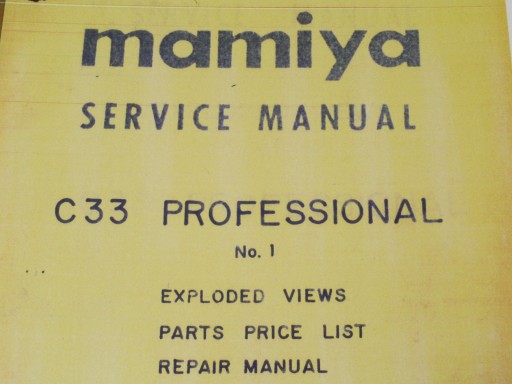 mamiya
SERVICE MANUAL
C33 PROFESSIONAL
No. 1
EXPLODED VIEWS
PARTS PRICE LIST
REPAIR MANUAL